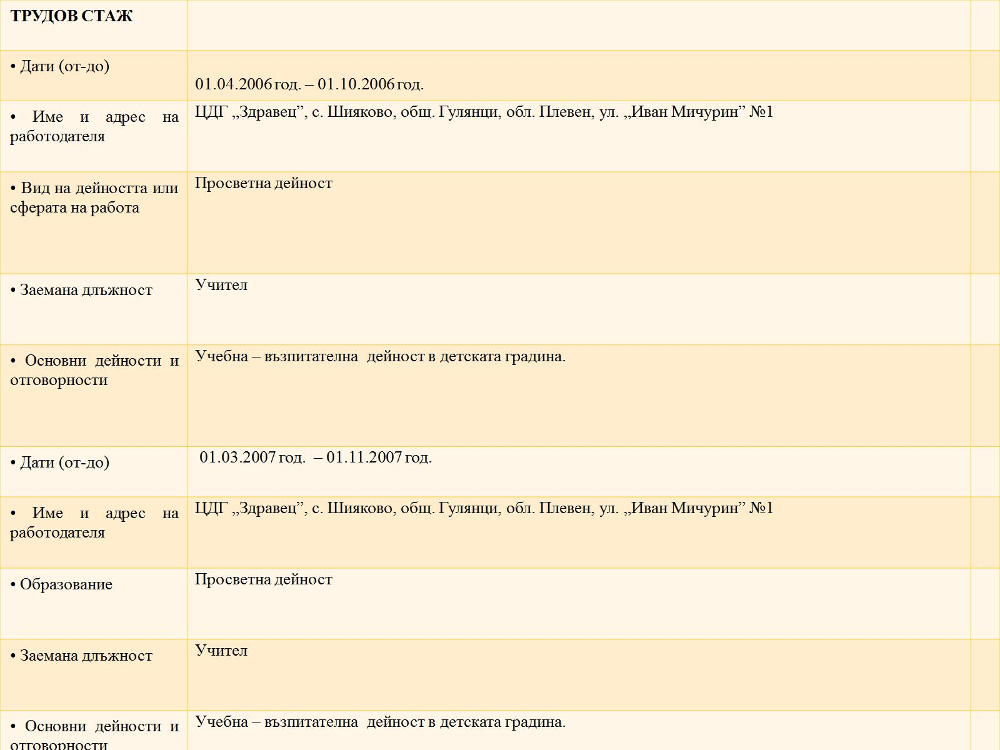 ТРУДОВ СТАЖ
• Дати (от-до)
01.04.2006 год. – 01.10.2006 год.
• Име и адрес на
работодателя
ЦДГ „Здравец”, с. Шияково, общ. Гулянци, обл. Плевен, ул. „Иван Мичурин” №1
• Вид на дейността или
сферата на работа
Просветна дейност
• Заемана длъжност
Учител
• Основни дейности и
отговорности
Учебна – възпитателна дейност в детската градина.
• Дати (от-до)
01.03.2007 год. – 01.11.2007 год.
• Име и адрес на
работодателя
ЦДГ „Здравец”, с. Шияково, общ. Гулянци, обл. Плевен, ул. „Иван Мичурин” №1
• Образование
Просветна дейност
• Заемана длъжност
Учител
• Основни дейности и
отговорности
Учебна – възпитателна дейност в детската градина.